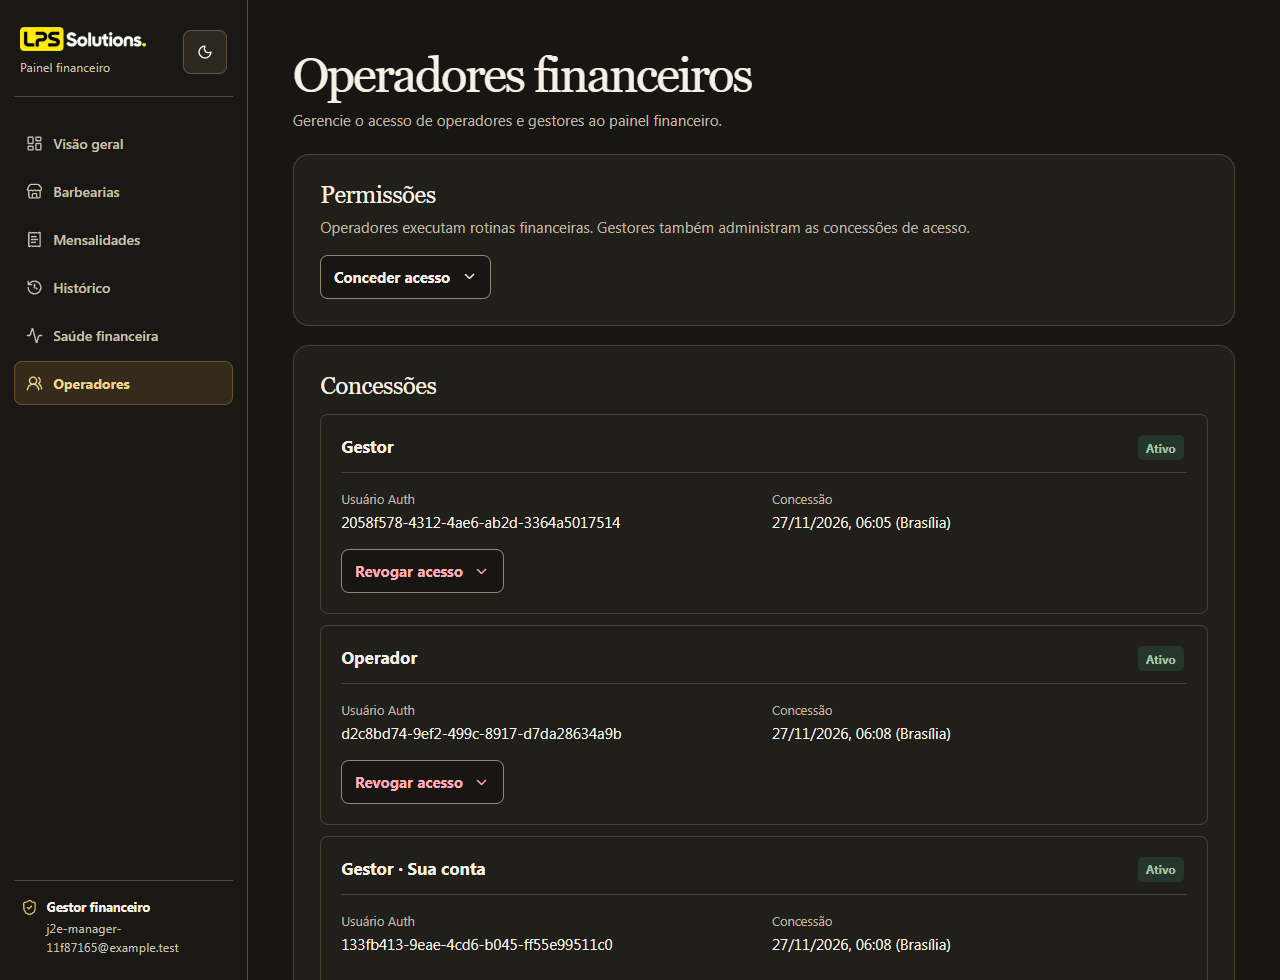 LPS Solutions.
Painel financeiro
Visão geral
Barbearias
Mensalidades
Histórico
Saúde financeira
Operadores
Gestor financeiro
j2e-manager-
11f87165@example.test
Operadores financeiros
Gerencie o acesso de operadores e gestores ao painel financeiro.
Permissões
Operadores executam rotinas financeiras. Gestores também administram as concessões de acesso.
Conceder acesso
Concessões
Gestor
Ativo
Usuário Auth
Concessão
2058f578-4312-4ae6-ab2d-3364a5017514
27/11/2026, 06:05 (Brasília)
Revogar acesso
Operador
Ativo
Usuário Auth
Concessão
d2c8bd74-9ef2-499c-8917-d7da28634a9b
27/11/2026, 06:08 (Brasília)
Revogar acesso
Gestor · Sua conta
Ativo
Usuário Auth
Concessão
133fb413-9eae-4cd6-b045-ff55e99511c0
27/11/2026, 06:08 (Brasília)